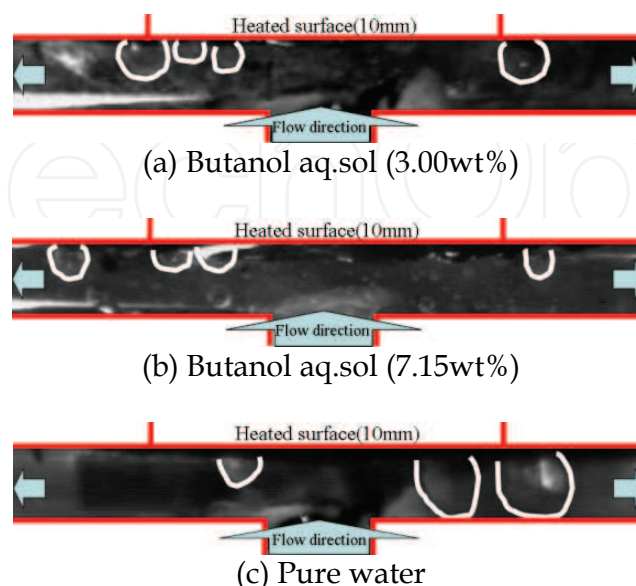 Heated surface(10mm)
Flow direction
(a) Butanol aq.sol (3.00wt%)
Heated surface(10mm)
Flow direction
(b) Butanol aq.sol (7.15wt%)
Heated surface(10mm)
Flow direction
(c) Pure water